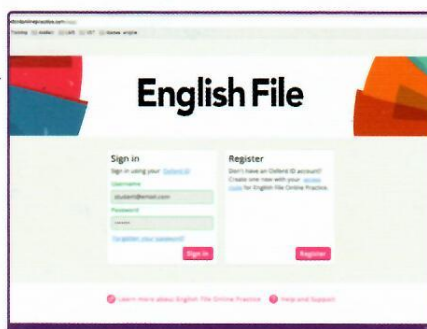 English File
Sign in
Sign in using your Oxford ID
Username
student@email.com
Password
Forgotten your password?
Sign in
Register
Don't have an Oxford ID account?
Create one now with your access
code for English File Online Practice.
Register
Learn more about English File Online Practice
Help and Support